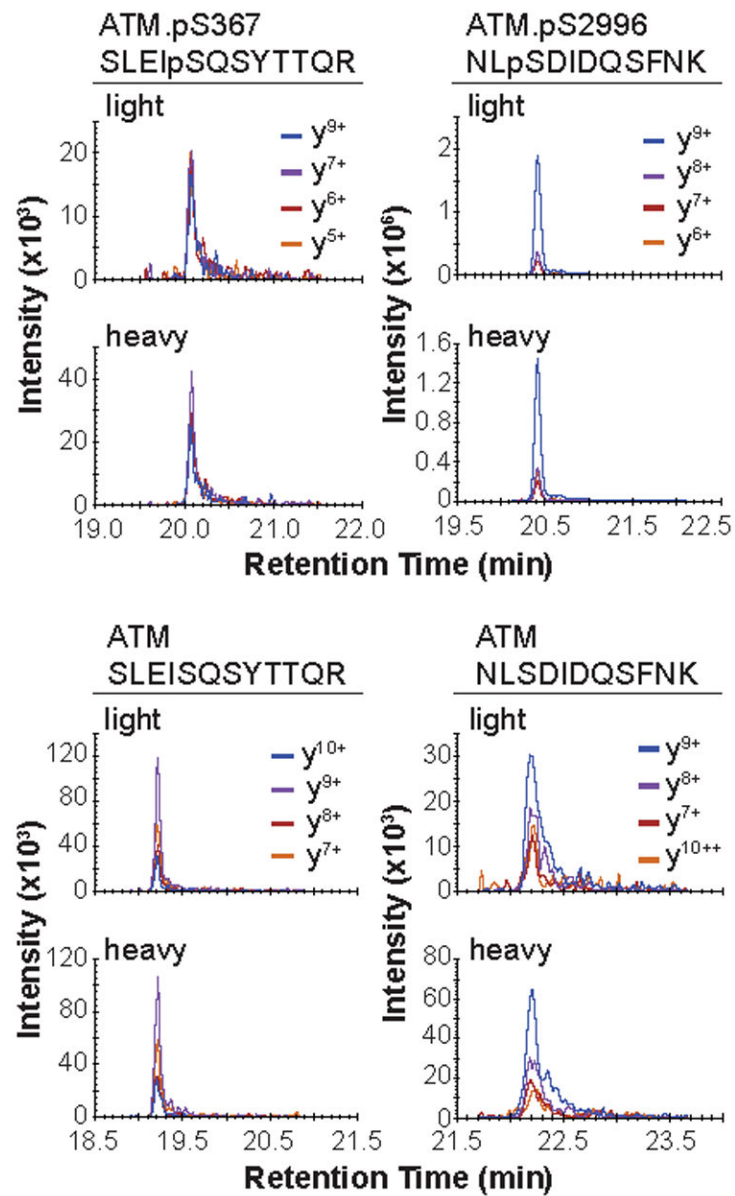 ATM.pS367
SLEIpSQSYTTQR
light
y9+
y7+
y6+
y5+
20
10
0
heavy
40
20
0
19.0 20.0 21.0 22.0
ATM.pS2996
NLpSDIDQSFNK
light
y9+
y8+
y7+
y6+
2
1
0
heavy
1.6
1.2
0.8
0.4
0
19.5 20.5 21.5 22.5
Intensity (x10³)
Intensity (x10⁶)
Retention Time (min)
ATM
SLEISQSYTTQR
light
y10+
y9+
y8+
y7+
120
80
40
0
heavy
120
80
40
0
18.5 19.5 20.5 21.5
ATM
NLSDIDQSFNK
light
y9+
y8+
y7+
y10++
30
20
10
0
heavy
80
60
40
20
0
21.5 22.5 23.5
Intensity (x10³)
Intensity (x10³)
Retention Time (min)